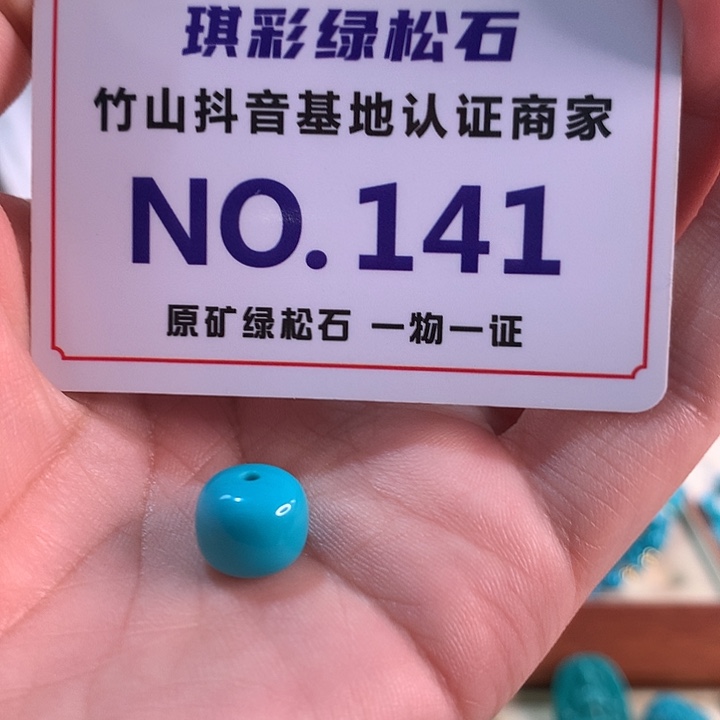 琪彩绿松石
竹山抖音基地认证商家
NO.141
原矿绿松石 一物一证